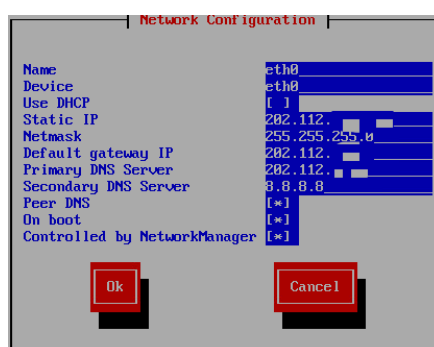 Network Configuration
Name eth0
Device eth0
Use DHCP [ ]
Static IP 202.112.
Netmask 255.255.255.0
Default gateway IP 202.112.
Primary DNS Server 202.112.
Secondary DNS Server 8.8.8.8
Peer DNS [*]
On boot [*]
Controlled by NetworkManager [*]
Ok Cancel